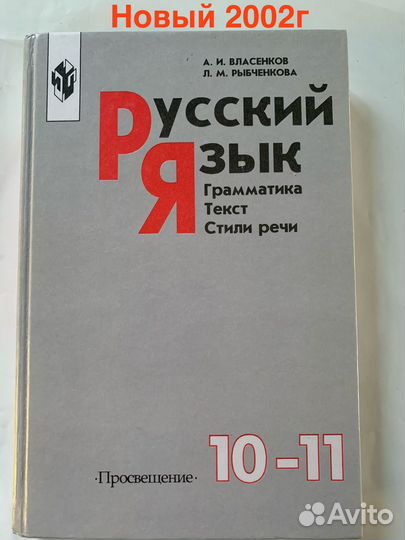 Новый 2002г
А. И. ВЛАСЕНКОВ
Л. М. РЫБЧЕНКОВА
РУССКИЙ
ЯЗЫК
Грамматика
Текст
Стили речи
10-11
·Просвещение·
Avito